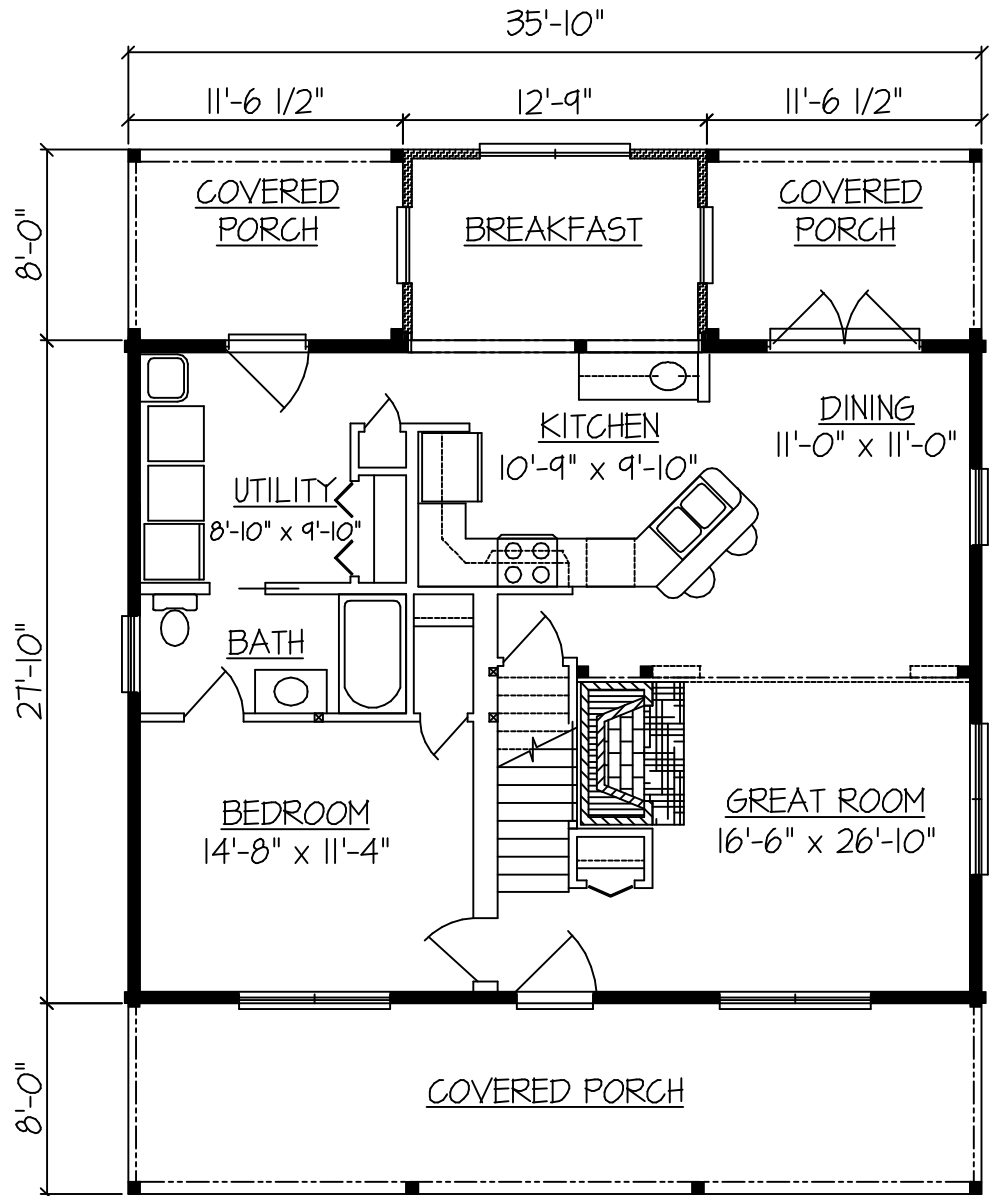 35'-10"
11'-6 1/2"
12'-9"
11'-6 1/2"
8'-0"
COVERED
PORCH
BREAKFAST
COVERED
PORCH
27'-10"
KITCHEN
10'-9" x 9'-10"
DINING
11'-0" x 11'-0"
UTILITY
8'-10" x 9'-10"
BATH
BEDROOM
14'-8" x 11'-4"
GREAT ROOM
16'-6" x 26'-10"
8'-0"
COVERED PORCH